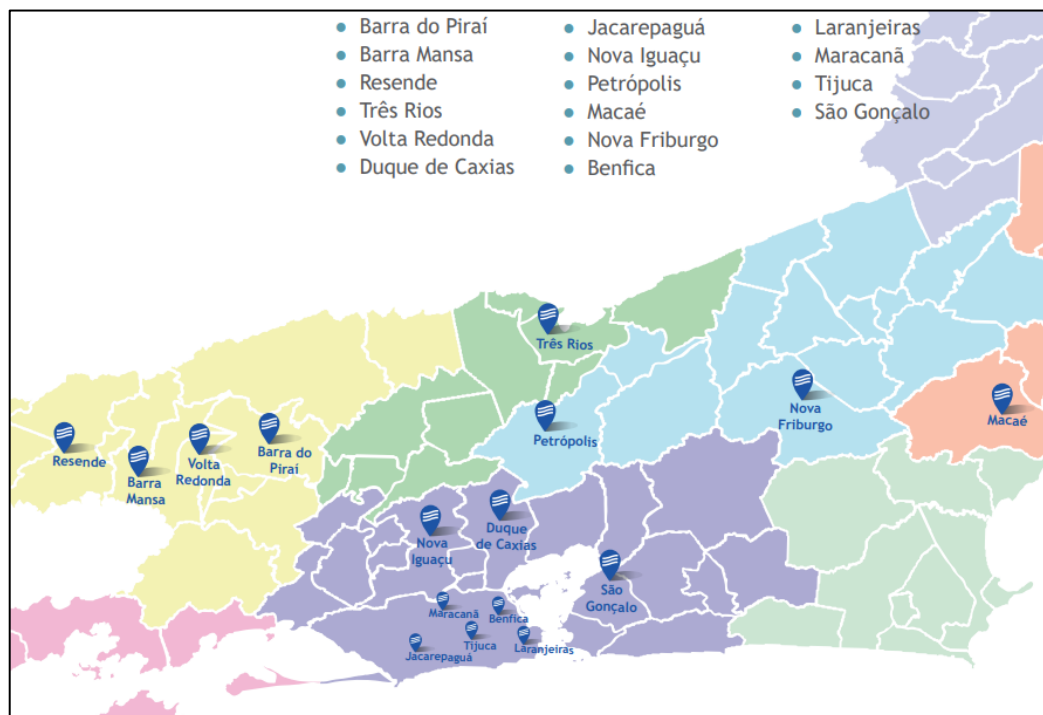 Barra do Piraí
Barra Mansa
Resende
Três Rios
Volta Redonda
Duque de Caxias
Jacarepaguá
Nova Iguaçu
Petrópolis
Macaé
Nova Friburgo
Benfica
Laranjeiras
Maracanã
Tijuca
São Gonçalo
Três Rios
Petrópolis
Nova
Friburgo
Macaé
Resende
Barra
Mansa
Volta
Redonda
Barra do
Piraí
Nova
Iguaçu
Duque
de Caxias
São
Gonçalo
Maracanã
Benfica
Tijuca
Jacarepaguá
Laranjeiras